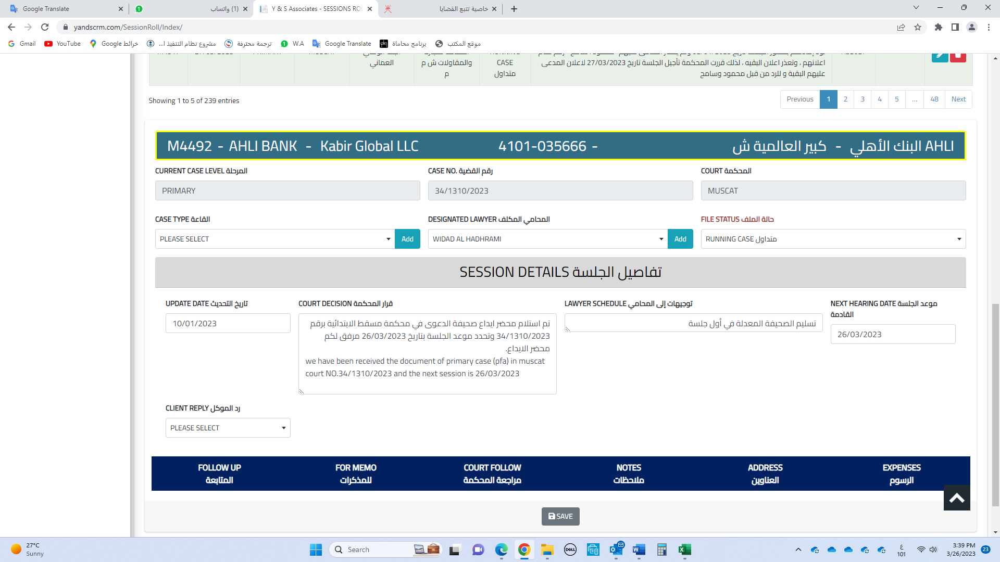 Google Translate
(1) واتساب
Y & S Associates - SESSIONS ROL
خاصية تتبع القضايا
yandscrm.com/SessionRoll/Index/
Gmail
YouTube
خرائط Google
مشروع نظام التنفيذ ا...
ترجمة محترفة
W.A
Google Translate
برنامج محاماة
موقع المكتب
العماني
والمقاولات ش م
م
CASE
متداول
اعلانهم ، وتعذر اعلان البقيه ، لذلك قررت المحكمة تأجيل الجلسة تاريخ 27/03/2023 لاعلان المدعى
عليهم البقية و للرد من قبل محمود وسامح
Showing 1 to 5 of 239 entries
Previous 1 2 3 4 5 ... 48 Next
M4492 - AHLI BANK - Kabir Global LLC
4101-035666 -
AHLI البنك الأهلي - كبير العالمية ش
CURRENT CASE LEVEL المرحلة
CASE NO. رقم القضية
COURT المحكمة
PRIMARY
34/1310/2023
MUSCAT
CASE TYPE القاعة
DESIGNATED LAWYER المحامي المكلف
FILE STATUS حالة الملف
PLEASE SELECT
Add
WIDAD AL HADHRAMI
Add
RUNNING CASE متداول
SESSION DETAILS تفاصيل الجلسة
UPDATE DATE تاريخ التحديث
COURT DECISION قرار المحكمة
LAWYER SCHEDULE توجيهات إلى المحامي
NEXT HEARING DATE موعد الجلسة
القادمة
10/01/2023
تم استلام محضر ايداع صحيفة الدعوى في محكمة مسقط الابتدائية برقم
34/1310/2023 وتحدد موعد الجلسة بتاريخ 26/03/2023 مرفق لكم
محضر الايداع.
we have been received the document of primary case (pfa) in muscat
court NO.34/1310/2023 and the next session is 26/03/2023
تسليم الصحيفة المعدلة في أول جلسة
26/03/2023
CLIENT REPLY رد الموكل
PLEASE SELECT
FOLLOW UP
المتابعة
FOR MEMO
للمذكرات
COURT FOLLOW
مراجعة المحكمة
NOTES
ملاحظات
ADDRESS
العناوين
EXPENSES
الرسوم
SAVE
27°C
Sunny
Search
DELL
ع
101
3:39 PM
3/26/2023
23